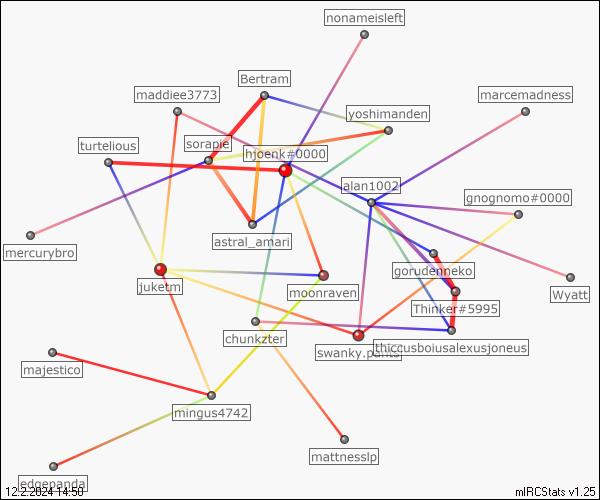 nonameisleft
Bertram
maddiee3773
marcemadness
yoshimanden
turtelious
sorapie
hjoenk#0000
alan1002
gnognomo#0000
mercurybro
astral_amari
gorudenneko
juketm
moonraven
Wyatt
Thinker#5995
chunkzter
swanky.pants
thiccusboiusalexusjoneus
majestico
mingus4742
mattnesslp
edgepanda
12.2.2024 14:50
mIRCStats v1.25